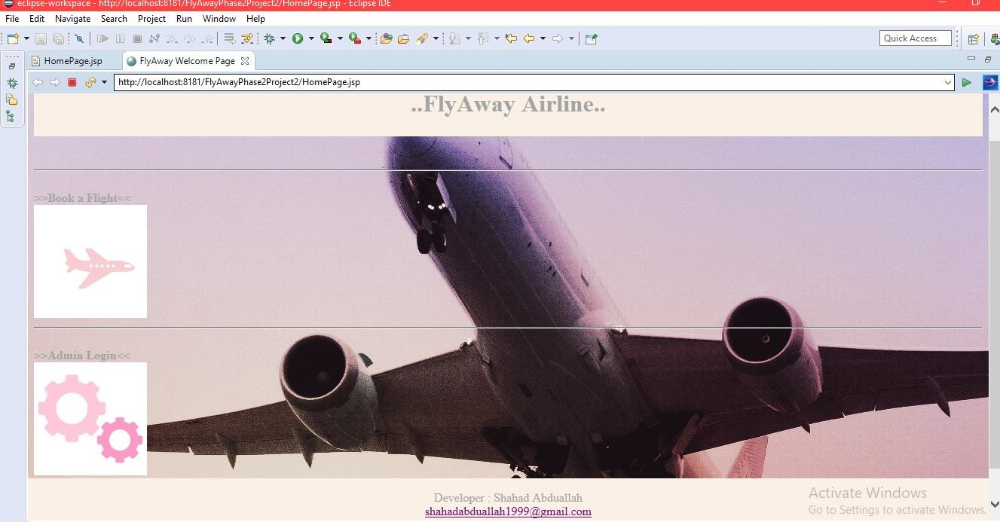 eclipse-workspace - http://localhost:8181/FlyAwayPhase2Project2/HomePage.jsp - Eclipse IDE
File Edit Navigate Search Project Run Window Help
Quick Access
HomePage.jsp FlyAway Welcome Page
http://localhost:8181/FlyAwayPhase2Project2/HomePage.jsp
..FlyAway Airline..
>>Book a Flight<<
>>Admin Login<<
Developer : Shahad Abduallah
shahadabduallah1999@gmail.com
Activate Windows
Go to Settings to activate Windows.